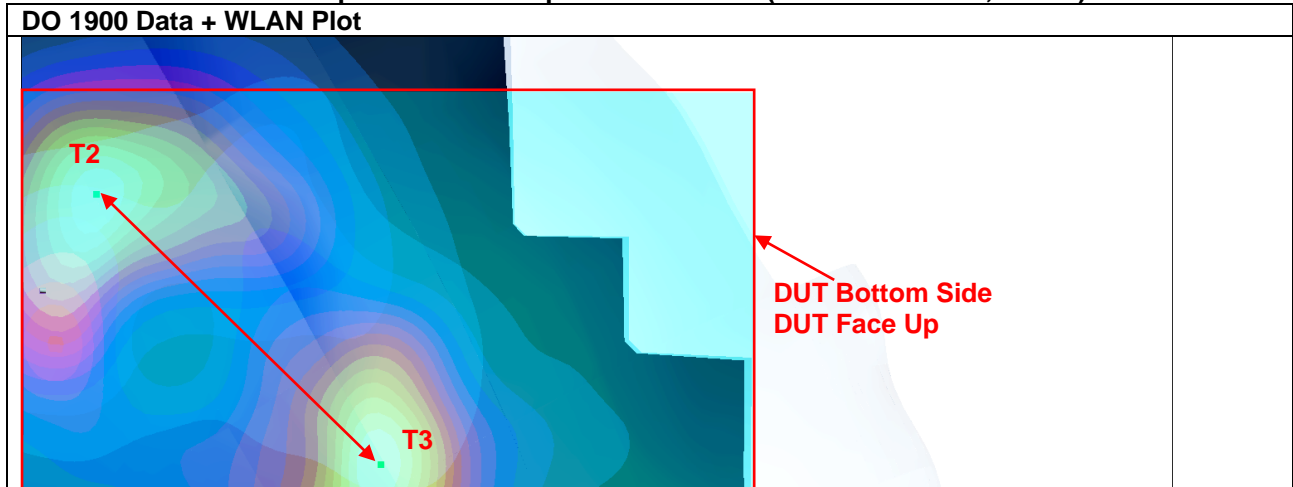 DO 1900 Data + WLAN Plot
T2
DUT Bottom Side
DUT Face Up
T3